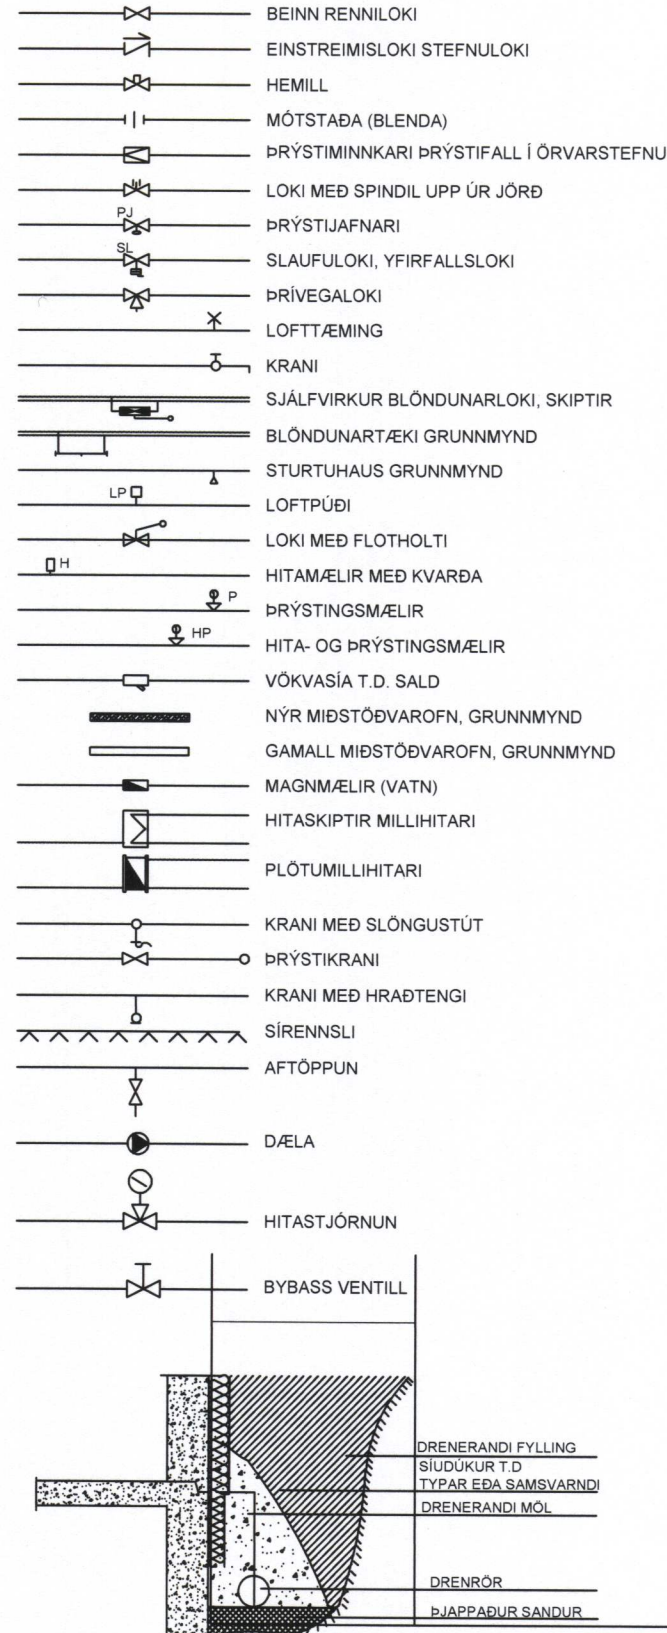 BEINN RENNILOKI
EINSTREIMISLOKI STEFNULOKI
HEMILL
MÓTSTAÐA (BLENDA)
ÞRÝSTIMINNKARI ÞRÝSTIFALL Í ÖRVARSTEFNU
LOKI MEÐ SPINDIL UPP ÚR JÖRÐ
PJ
ÞRÝSTIJAFNARI
SL
SLAUFULOKI, YFIRFALLSLOKI
ÞRÍVEGALOKI
LOFTTÆMING
KRANI
SJÁLFVIRKUR BLÖNDUNARLOKI, SKIPTIR
BLÖNDUNARTÆKI GRUNNMYND
STURTUHAUS GRUNNMYND
LP
LOFTPÚÐI
LOKI MEÐ FLOTHOLTI
H
HITAMÆLIR MEÐ KVARÐA
P
ÞRÝSTINGSMÆLIR
HP
HITA- OG ÞRÝSTINGSMÆLIR
VÖKVASÍA T.D. SALD
NÝR MIÐSTÖÐVAROFN, GRUNNMYND
GAMALL MIÐSTÖÐVAROFN, GRUNNMYND
MAGNMÆLIR (VATN)
HITASKIPTIR MILLIHITARI
PLÖTUMILLIHITARI
KRANI MEÐ SLÖNGUSTÚT
ÞRÝSTIKRANI
KRANI MEÐ HRAÐTENGI
SÍRENNSLI
AFTÖPPUN
DÆLA
HITASTJÓRNUN
BYBASS VENTILL
DRENERANDI FYLLING
SÍUDÚKUR T.D
TYPAR EÐA SAMSVARNDI
DRENERANDI MÖL
DRENRÖR
ÞJAPPAÐUR SANDUR